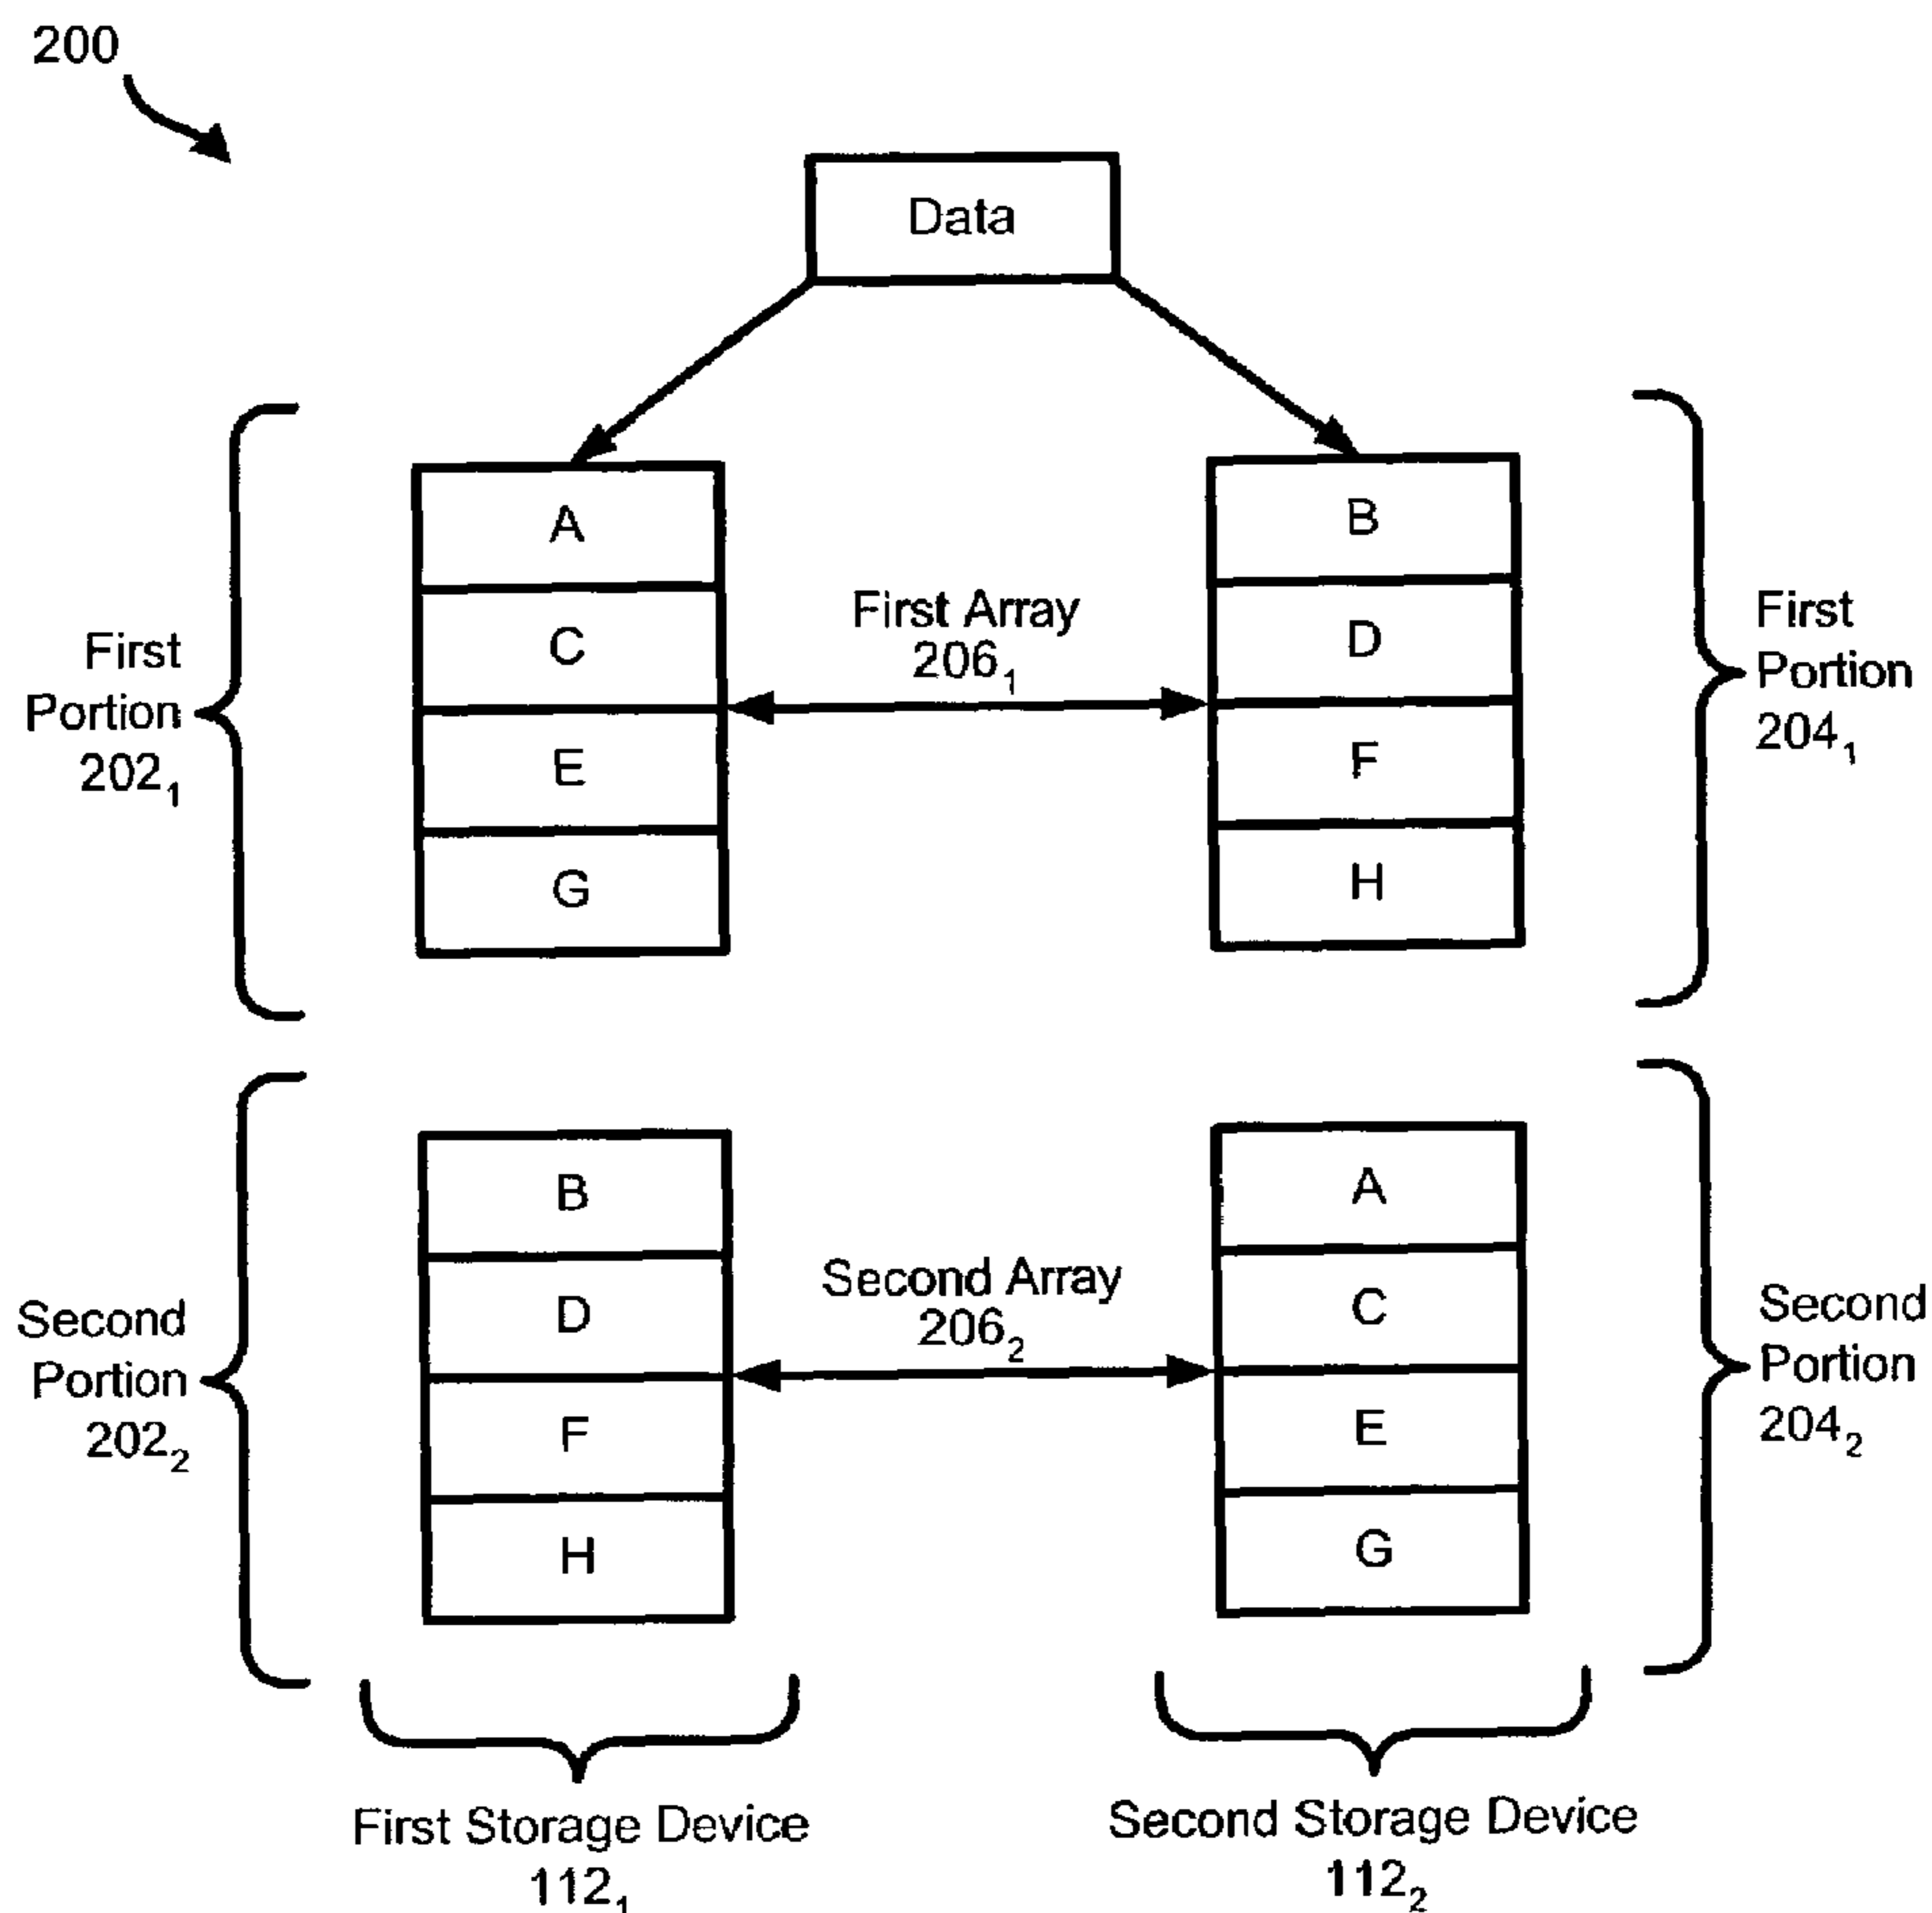 200
Data
A
B
C
D
E
F
G
H
First Array
206₁
First
Portion
202₁
First
Portion
204₁
B
A
D
C
F
E
H
G
Second Array
206₂
Second
Portion
202₂
Second
Portion
204₂
First Storage Device
112₁
Second Storage Device
112₂